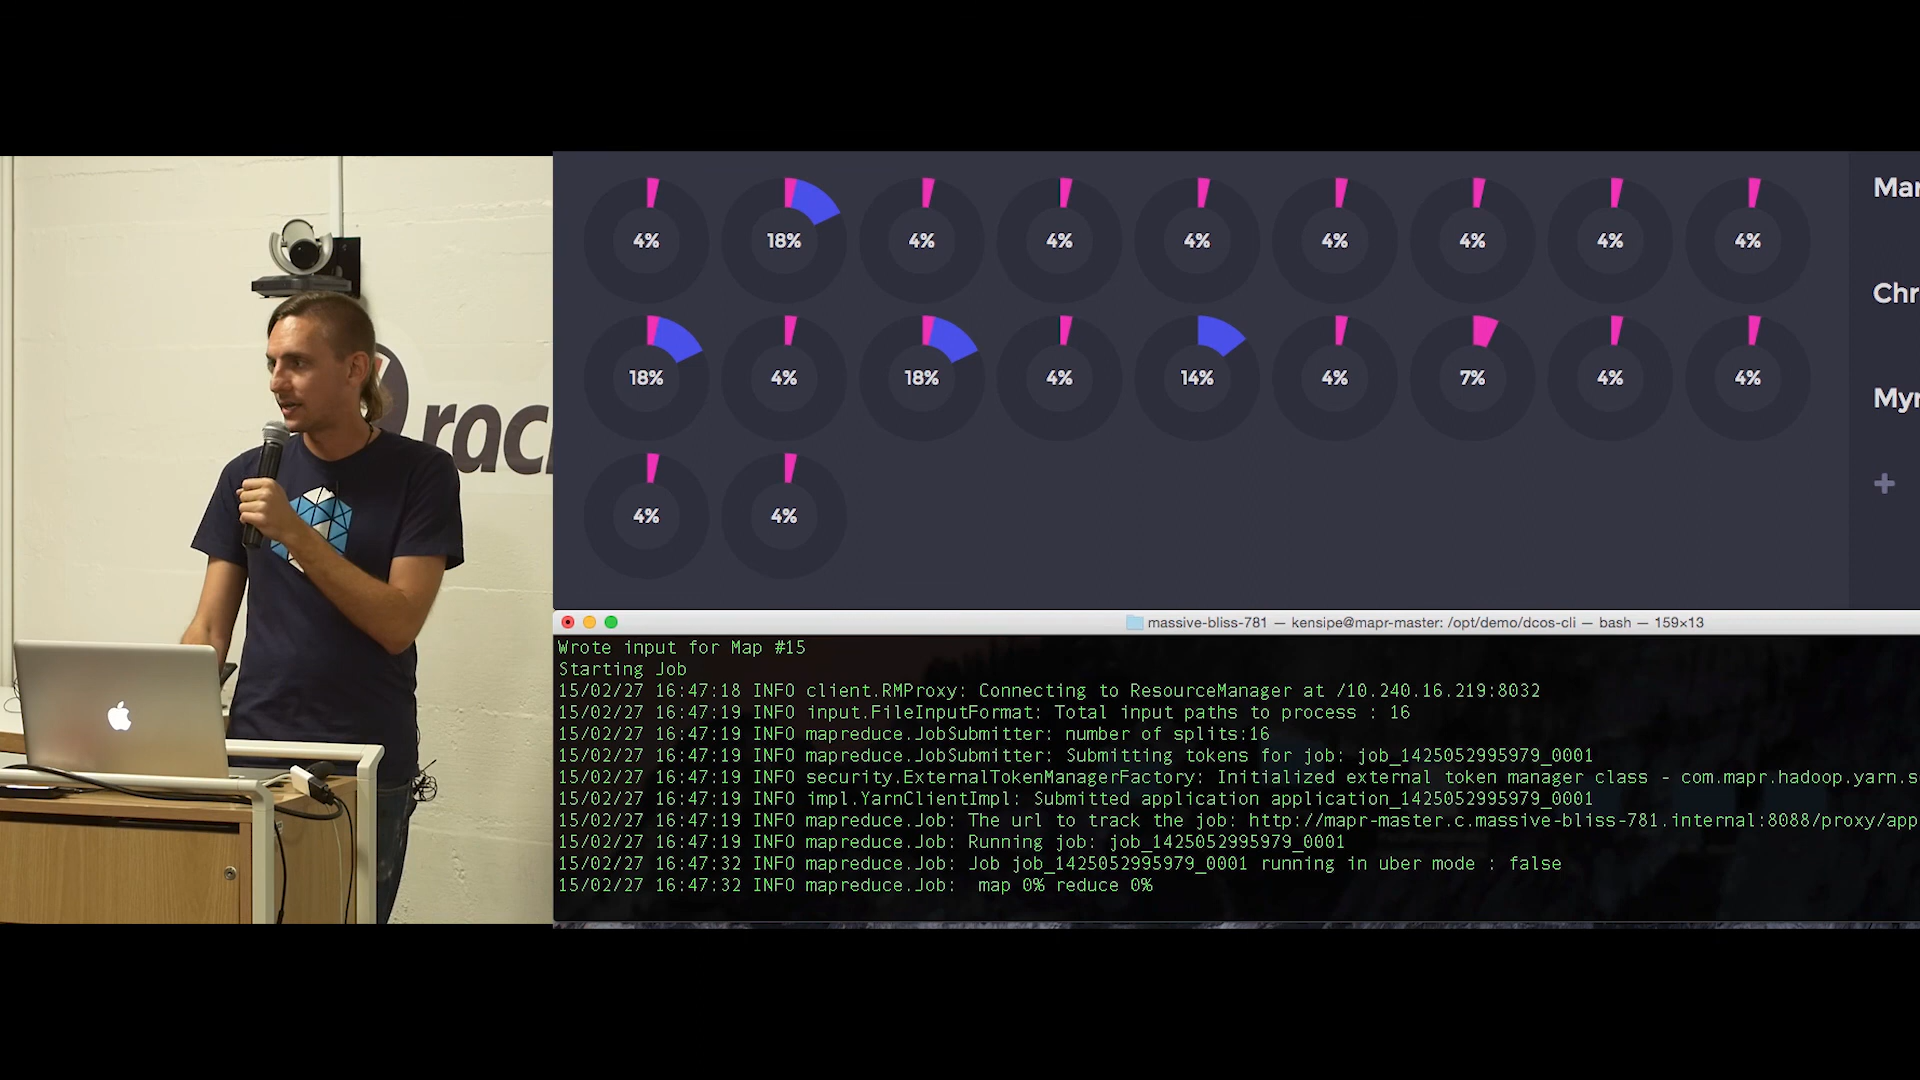 4% 18% 4% 4% 4% 4% 4% 4% 4%
18% 4% 18% 4% 14% 4% 7% 4% 4%
4% 4%
Mar
Chr
Myr
+
rac
massive-bliss-781 — kensipe@mapr-master: /opt/demo/dcos-cli — bash — 159×13
Wrote input for Map #15
Starting Job
15/02/27 16:47:18 INFO client.RMProxy: Connecting to ResourceManager at /10.240.16.219:8032
15/02/27 16:47:19 INFO input.FileInputFormat: Total input paths to process : 16
15/02/27 16:47:19 INFO mapreduce.JobSubmitter: number of splits:16
15/02/27 16:47:19 INFO mapreduce.JobSubmitter: Submitting tokens for job: job_1425052995979_0001
15/02/27 16:47:19 INFO security.ExternalTokenManagerFactory: Initialized external token manager class - com.mapr.hadoop.yarn.s
15/02/27 16:47:19 INFO impl.YarnClientImpl: Submitted application application_1425052995979_0001
15/02/27 16:47:19 INFO mapreduce.Job: The url to track the job: http://mapr-master.c.massive-bliss-781.internal:8088/proxy/app
15/02/27 16:47:19 INFO mapreduce.Job: Running job: job_1425052995979_0001
15/02/27 16:47:32 INFO mapreduce.Job: Job job_1425052995979_0001 running in uber mode : false
15/02/27 16:47:32 INFO mapreduce.Job:  map 0% reduce 0%